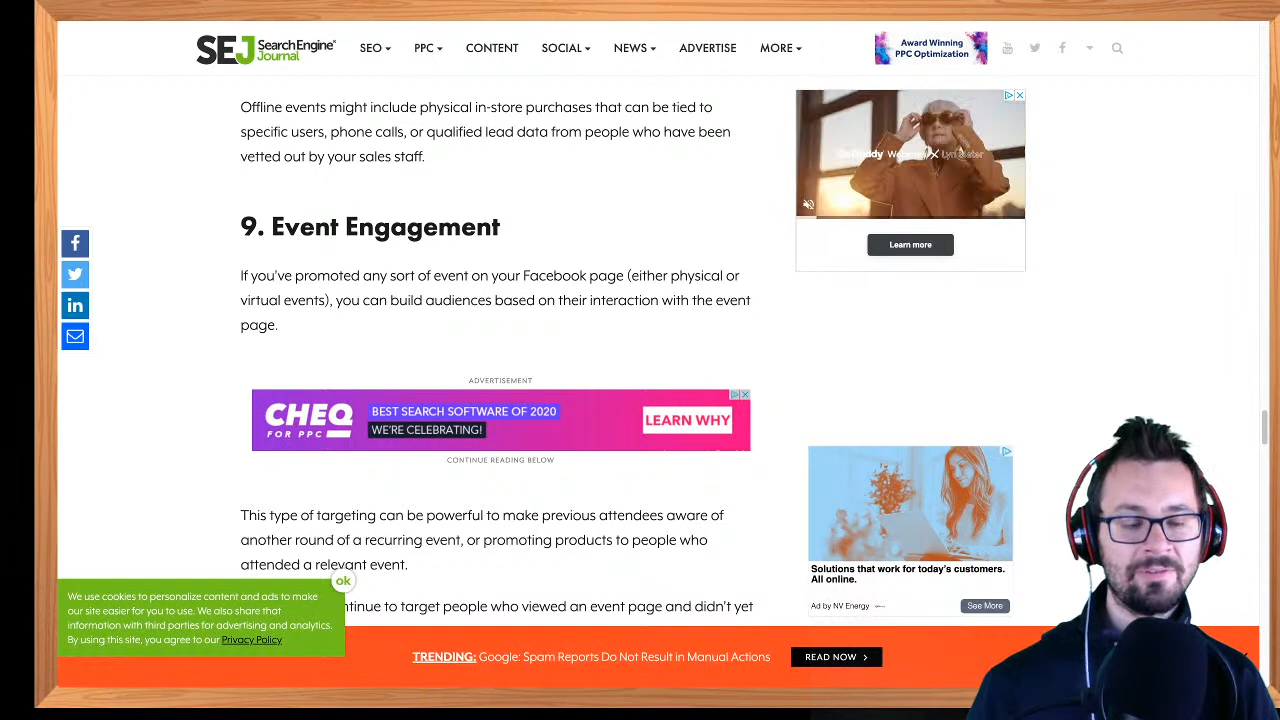 SEJ Search Engine Journal
SEO PPC CONTENT SOCIAL NEWS ADVERTISE MORE
Award Winning
PPC Optimization
Offline events might include physical in-store purchases that can be tied to
specific users, phone calls, or qualified lead data from people who have been
vetted out by your sales staff.
Learn more
9. Event Engagement
If you've promoted any sort of event on your Facebook page (either physical or
virtual events), you can build audiences based on their interaction with the event
page.
ADVERTISEMENT
CHEQ
FOR PPC
BEST SEARCH SOFTWARE OF 2020
WE'RE CELEBRATING!
LEARN WHY
CONTINUE READING BELOW
Solutions that work for today's customers.
All online.
Ad by NV Energy
See More
This type of targeting can be powerful to make previous attendees aware of
another round of a recurring event, or promoting products to people who
attended a relevant event.
ntinue to target people who viewed an event page and didn't yet
ok
We use cookies to personalize content and ads to make
our site easier for you to use. We also share that
information with third parties for advertising and analytics.
By using this site, you agree to our Privacy Policy
TRENDING: Google: Spam Reports Do Not Result in Manual Actions
READ NOW